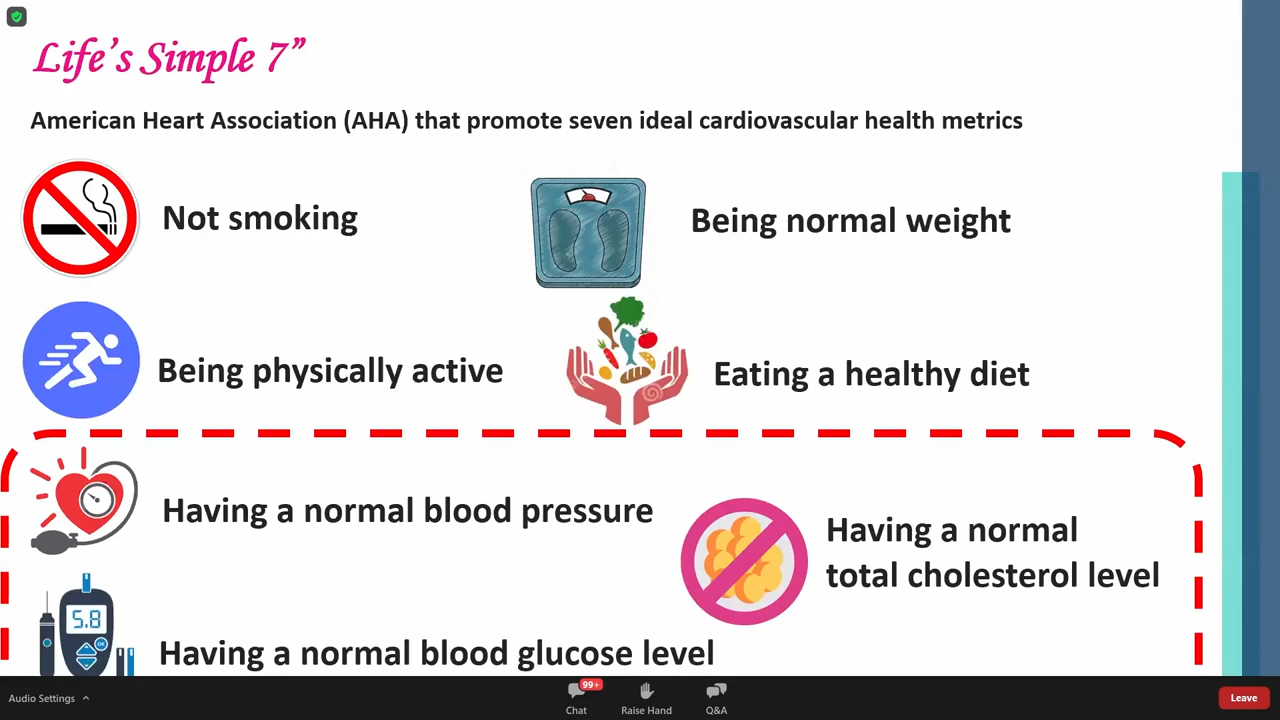 Life's Simple 7”
American Heart Association (AHA) that promote seven ideal cardiovascular health metrics
Not smoking
Being normal weight
Being physically active
Eating a healthy diet
Having a normal blood pressure
Having a normal
total cholesterol level
5.8
OK
Having a normal blood glucose level
Audio Settings
99+
Chat
Raise Hand
Q&A
Leave